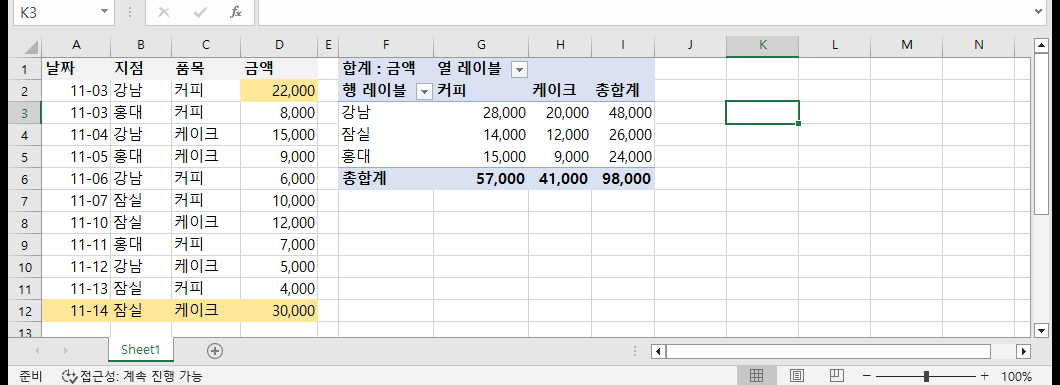 K3 fx
A B C D E F G H I J K L M N
1 날짜 지점 품목 금액 합계 : 금액 열 레이블
2 11-03 강남 커피 22,000 행 레이블 커피 케이크 총합계
3 11-03 홍대 커피 8,000 강남 28,000 20,000 48,000
4 11-04 강남 케이크 15,000 잠실 14,000 12,000 26,000
5 11-05 홍대 케이크 9,000 홍대 15,000 9,000 24,000
6 11-06 강남 커피 6,000 총합계 57,000 41,000 98,000
7 11-07 잠실 커피 10,000
8 11-10 잠실 케이크 12,000
9 11-11 홍대 커피 7,000
10 11-12 강남 케이크 5,000
11 11-13 잠실 커피 4,000
12 11-14 잠실 케이크 30,000
13
Sheet1
준비 접근성: 계속 진행 가능 100%